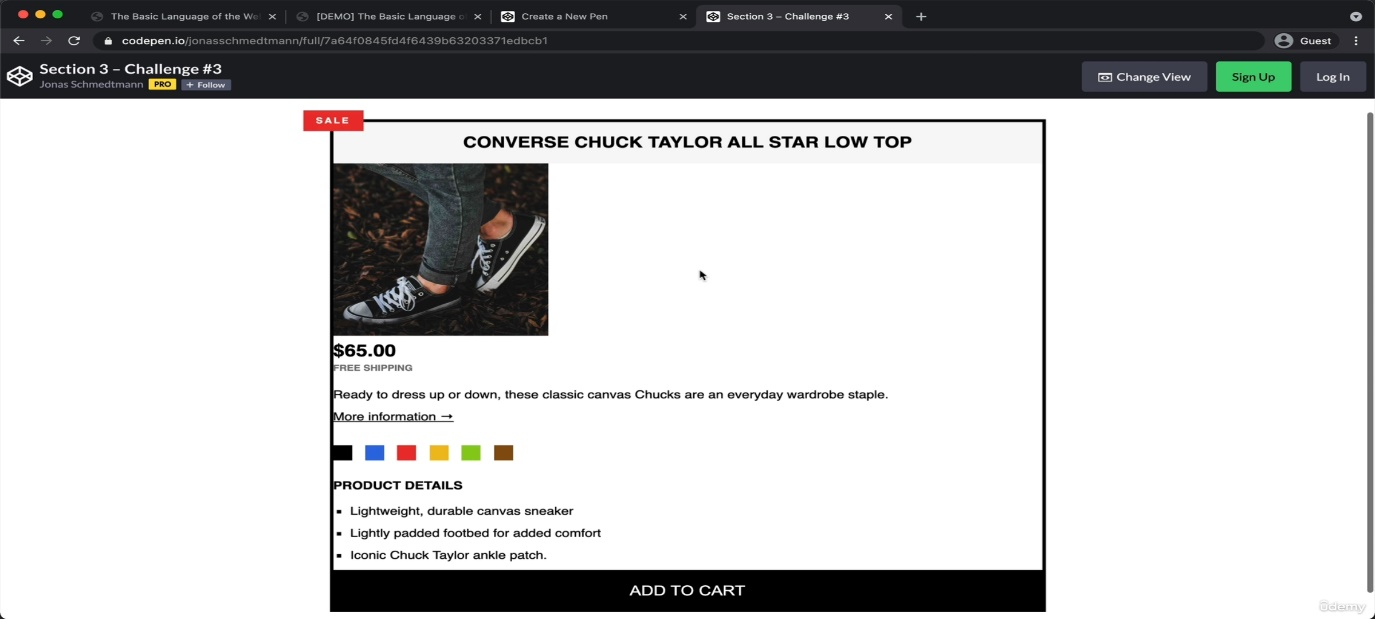 The Basic Language of the We
[DEMO] The Basic Language o
Create a New Pen
Section 3 – Challenge #3
codepen.io/jonasschmedtmann/full/7a64f0845fd4f6439b63203371edbcb1
Guest
Section 3 – Challenge #3
Jonas Schmedtmann PRO + Follow
Change View
Sign Up
Log In
SALE
CONVERSE CHUCK TAYLOR ALL STAR LOW TOP
$65.00
FREE SHIPPING
Ready to dress up or down, these classic canvas Chucks are an everyday wardrobe staple.
More information →
PRODUCT DETAILS
▪ Lightweight, durable canvas sneaker
▪ Lightly padded footbed for added comfort
▪ Iconic Chuck Taylor ankle patch.
ADD TO CART
ûdemy